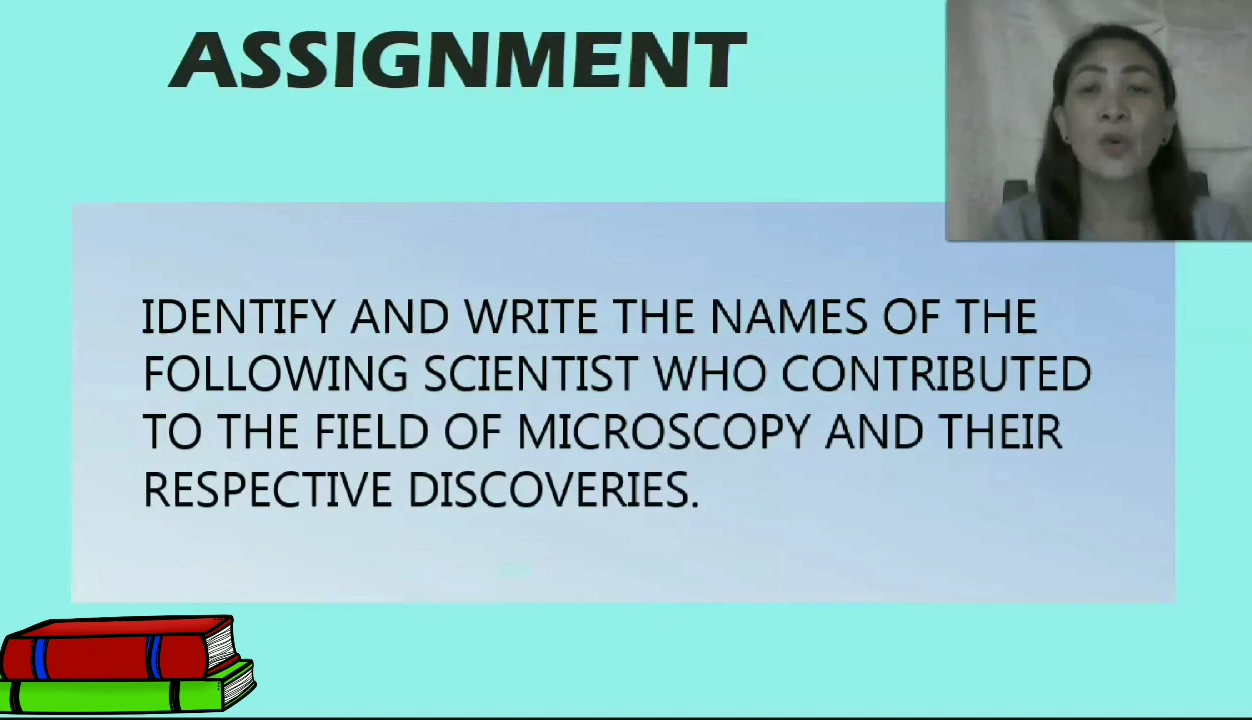 ASSIGNMENT
IDENTIFY AND WRITE THE NAMES OF THE
FOLLOWING SCIENTIST WHO CONTRIBUTED
TO THE FIELD OF MICROSCOPY AND THEIR
RESPECTIVE DISCOVERIES.